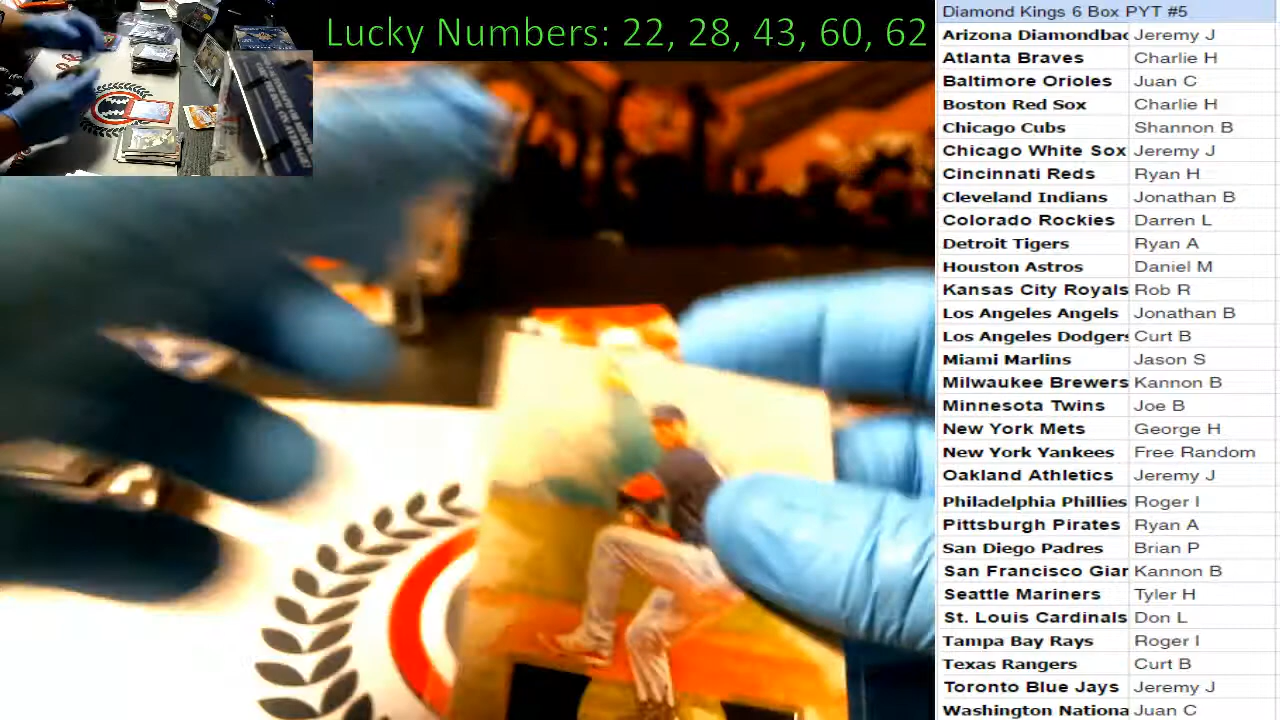 Lucky Numbers: 22, 28, 43, 60, 62
Diamond Kings 6 Box PYT #5
Arizona Diamondbac Jeremy J
Atlanta Braves Charlie H
Baltimore Orioles Juan C
Boston Red Sox Charlie H
Chicago Cubs Shannon B
Chicago White Sox Jeremy J
Cincinnati Reds Ryan H
Cleveland Indians Jonathan B
Colorado Rockies Darren L
Detroit Tigers Ryan A
Houston Astros Daniel M
Kansas City Royals Rob R
Los Angeles Angels Jonathan B
Los Angeles Dodgers Curt B
Miami Marlins Jason S
Milwaukee Brewers Kannon B
Minnesota Twins Joe B
New York Mets George H
New York Yankees Free Random
Oakland Athletics Jeremy J
Philadelphia Phillies Roger I
Pittsburgh Pirates Ryan A
San Diego Padres Brian P
San Francisco Giar Kannon B
Seattle Mariners Tyler H
St. Louis Cardinals Don L
Tampa Bay Rays Roger I
Texas Rangers Curt B
Toronto Blue Jays Jeremy J
Washington Nationa Juan C